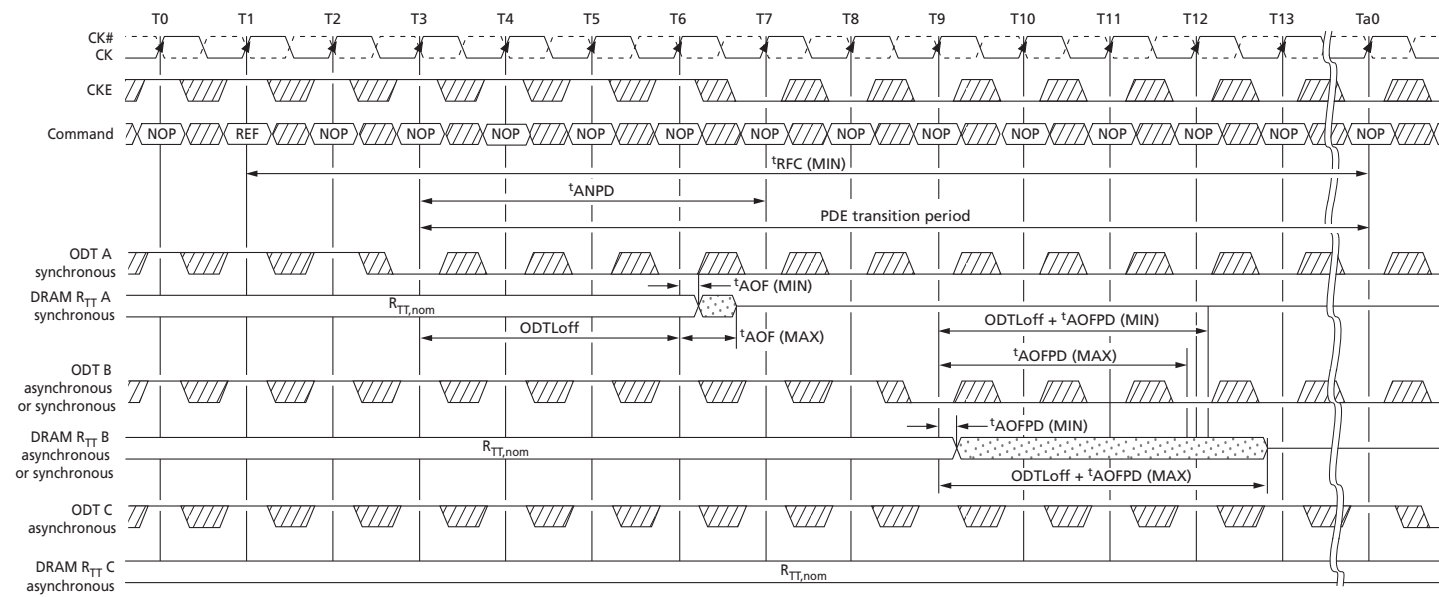 T0 T1 T2 T3 T4 T5 T6 T7 T8 T9 T10 T11 T12 T13 Ta0
CK#
CK
CKE
Command NOP REF NOP NOP NOP NOP NOP NOP NOP NOP NOP NOP NOP NOP NOP
tRFC (MIN)
tANPD
PDE transition period
ODT A
synchronous
tAOF (MIN)
DRAM RTT A
synchronous
RTT,nom
ODTLoff
tAOF (MAX)
ODTLoff + tAOFPD (MIN)
tAOFPD (MAX)
ODT B
asynchronous
or synchronous
tAOFPD (MIN)
DRAM RTT B
asynchronous
or synchronous
RTT,nom
ODTLoff + tAOFPD (MAX)
ODT C
asynchronous
DRAM RTT C
asynchronous
RTT,nom